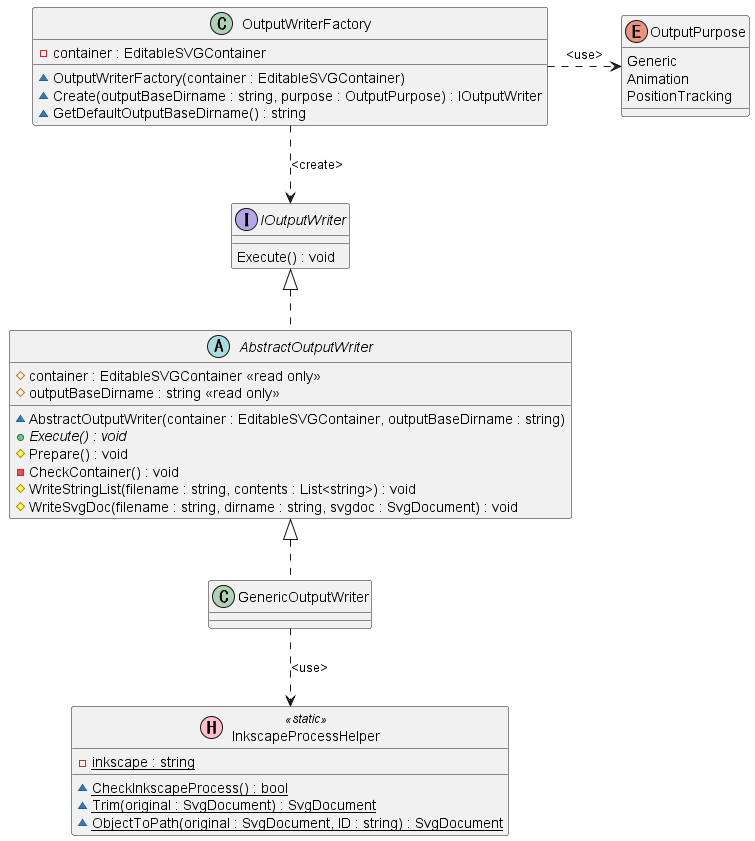 C OutputWriterFactory
container : EditableSVGContainer
OutputWriterFactory(container : EditableSVGContainer)
Create(outputBaseDirname : string, purpose : OutputPurpose) : IOutputWriter
GetDefaultOutputBaseDirname() : string
<use>
E OutputPurpose
Generic
Animation
PositionTracking
<create>
I IOutputWriter
Execute() : void
A AbstractOutputWriter
container : EditableSVGContainer «read only»
outputBaseDirname : string «read only»
AbstractOutputWriter(container : EditableSVGContainer, outputBaseDirname : string)
Execute() : void
Prepare() : void
CheckContainer() : void
WriteStringList(filename : string, contents : List<string>) : void
WriteSvgDoc(filename : string, dirname : string, svgdoc : SvgDocument) : void
C GenericOutputWriter
<use>
«static»
H InkscapeProcessHelper
inkscape : string
CheckInkscapeProcess() : bool
Trim(original : SvgDocument) : SvgDocument
ObjectToPath(original : SvgDocument, ID : string) : SvgDocument